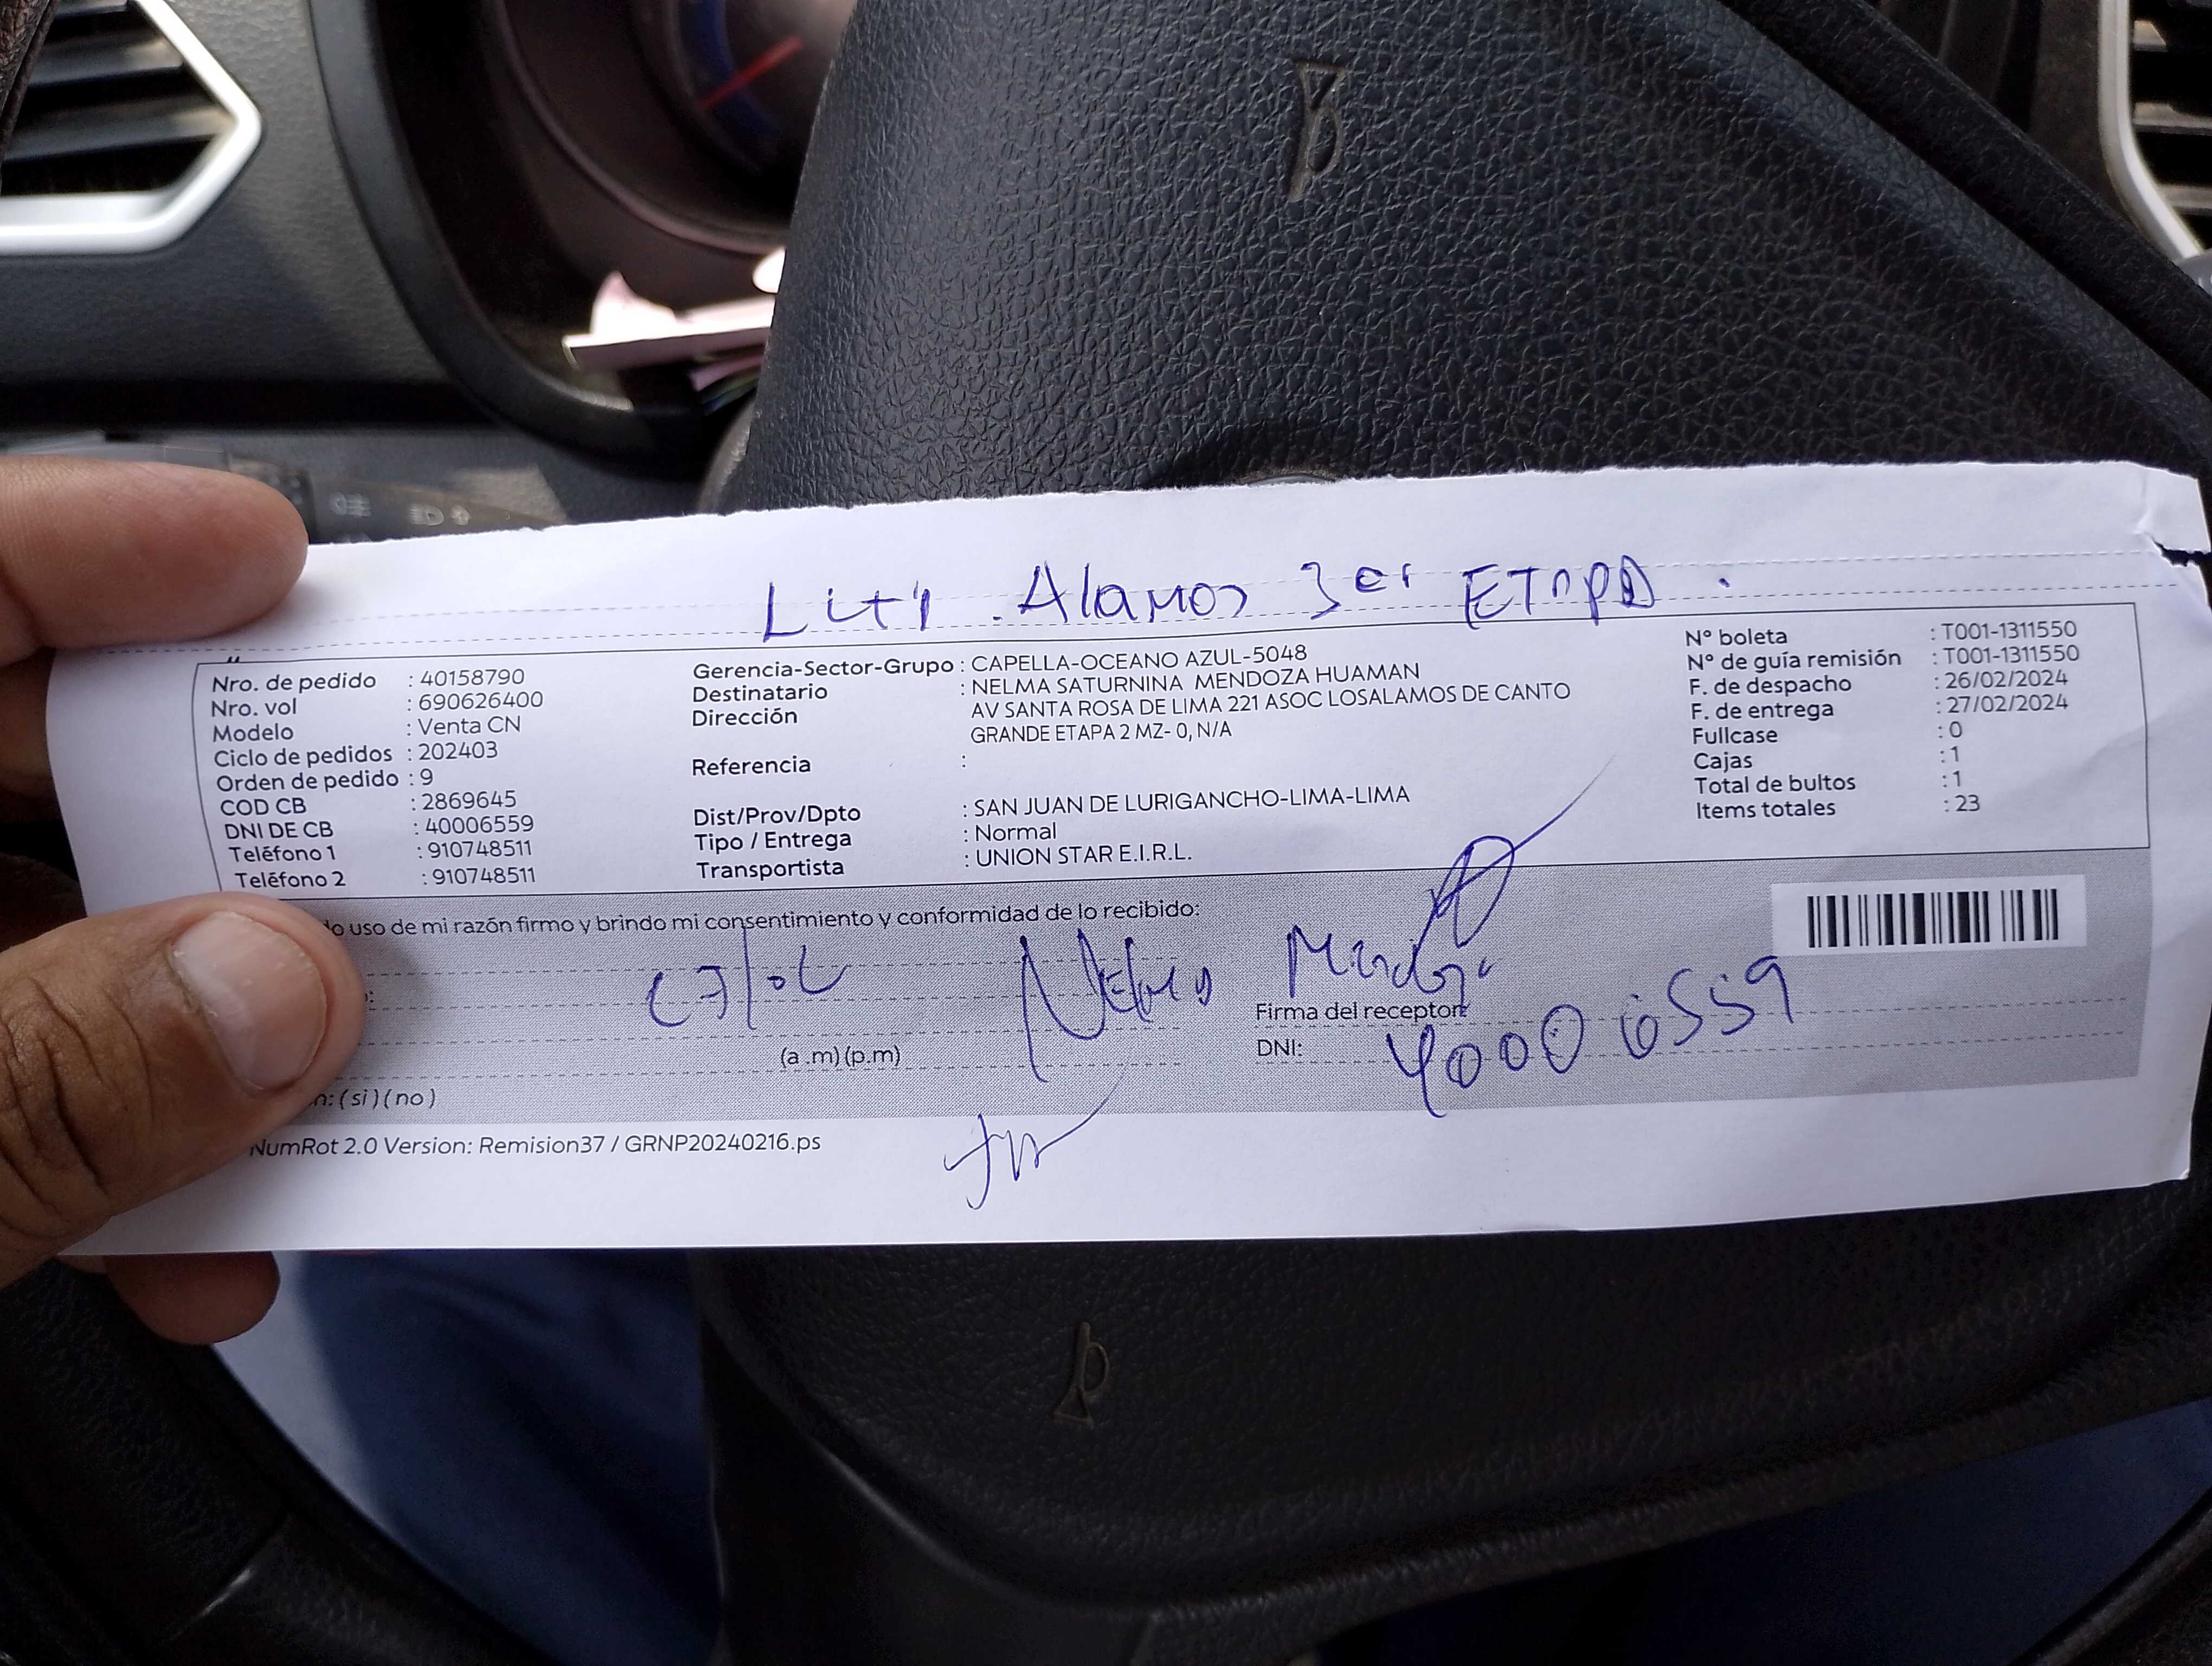 Alamos 3er ETAPA.
Nro. de pedido : 40158790
Nro. vol : 690626400
Modelo : Venta CN
Ciclo de pedidos : 202403
Orden de pedido : 9
COD CB : 2869645
DNI DE CB : 40006559
Teléfono 1 : 910748511
Teléfono 2 : 910748511
Gerencia-Sector-Grupo : CAPELLA-OCEANO AZUL-5048
Destinatario : NELMA SATURNINA MENDOZA HUAMAN
Dirección AV SANTA ROSA DE LIMA 221 ASOC LOSALAMOS DE CANTO
GRANDE ETAPA 2 MZ- 0, N/A
Referencia :
Dist/Prov/Dpto : SAN JUAN DE LURIGANCHO-LIMA-LIMA
Tipo / Entrega : Normal
Transportista : UNION STAR E.I.R.L.
N° boleta : T001-1311550
N° de guía remisión : T001-1311550
F. de despacho : 26/02/2024
F. de entrega : 27/02/2024
Fullcase : 0
Cajas : 1
Total de bultos : 1
Items totales : 23
uso de mi razón firmo y brindo mi consentimiento y conformidad de lo recibido:
Firma del receptor:
(a .m) (p.m)
DNI: 40006559
(si) (no)
NumRot 2.0 Version: Remision37 / GRNP20240216.ps